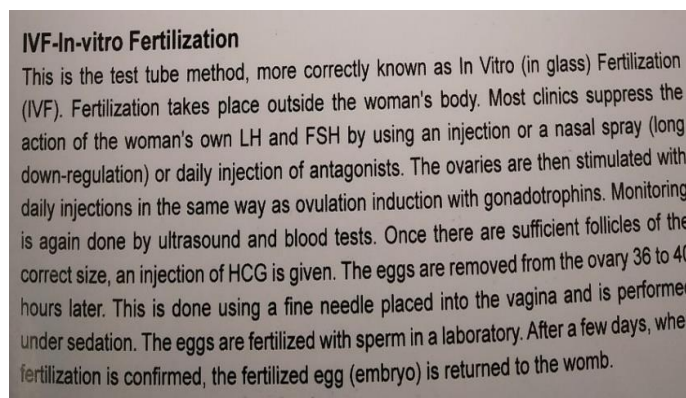 IVF-In-vitro Fertilization
This is the test tube method, more correctly known as In Vitro (in glass) Fertilization
(IVF). Fertilization takes place outside the woman's body. Most clinics suppress the
action of the woman's own LH and FSH by using an injection or a nasal spray (long
down-regulation) or daily injection of antagonists. The ovaries are then stimulated with
daily injections in the same way as ovulation induction with gonadotrophins. Monitoring
is again done by ultrasound and blood tests. Once there are sufficient follicles of the
correct size, an injection of HCG is given. The eggs are removed from the ovary 36 to
hours later. This is done using a fine needle placed into the vagina and is performe
under sedation. The eggs are fertilized with sperm in a laboratory. After a few days, whe
fertilization is confirmed, the fertilized egg (embryo) is returned to the womb.